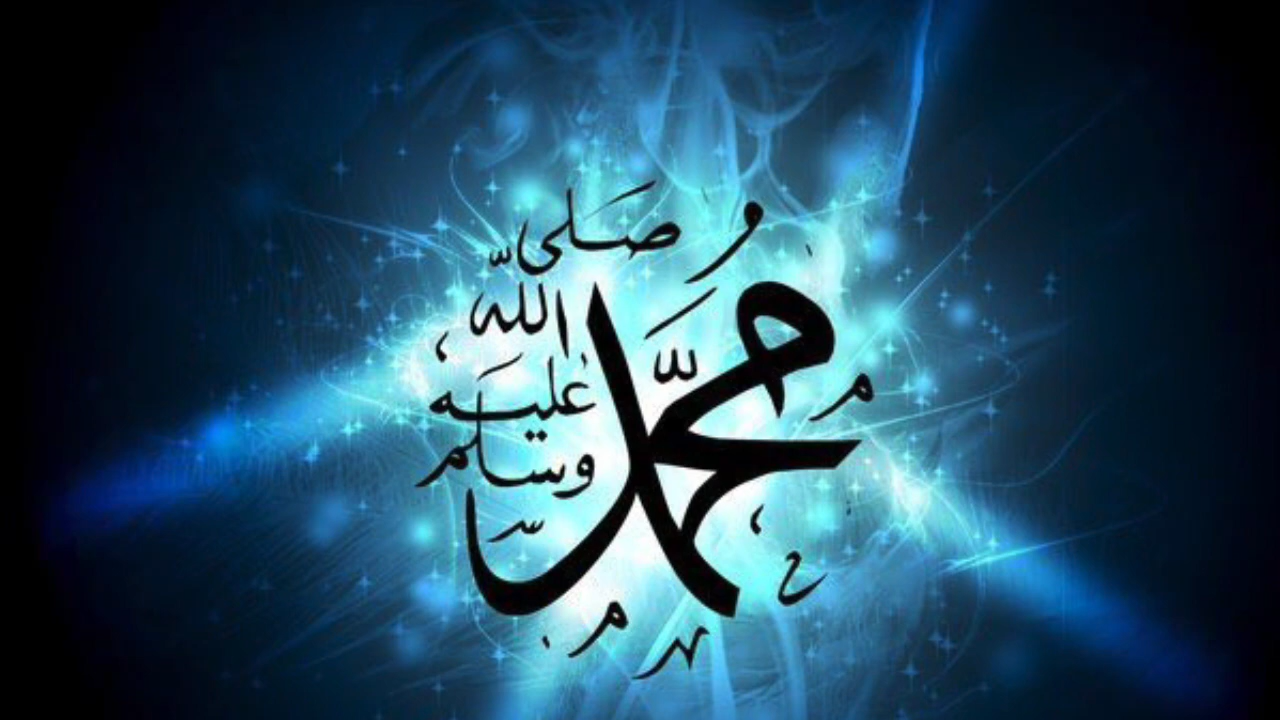 محمد
صلى
الله
عليه
وسلم